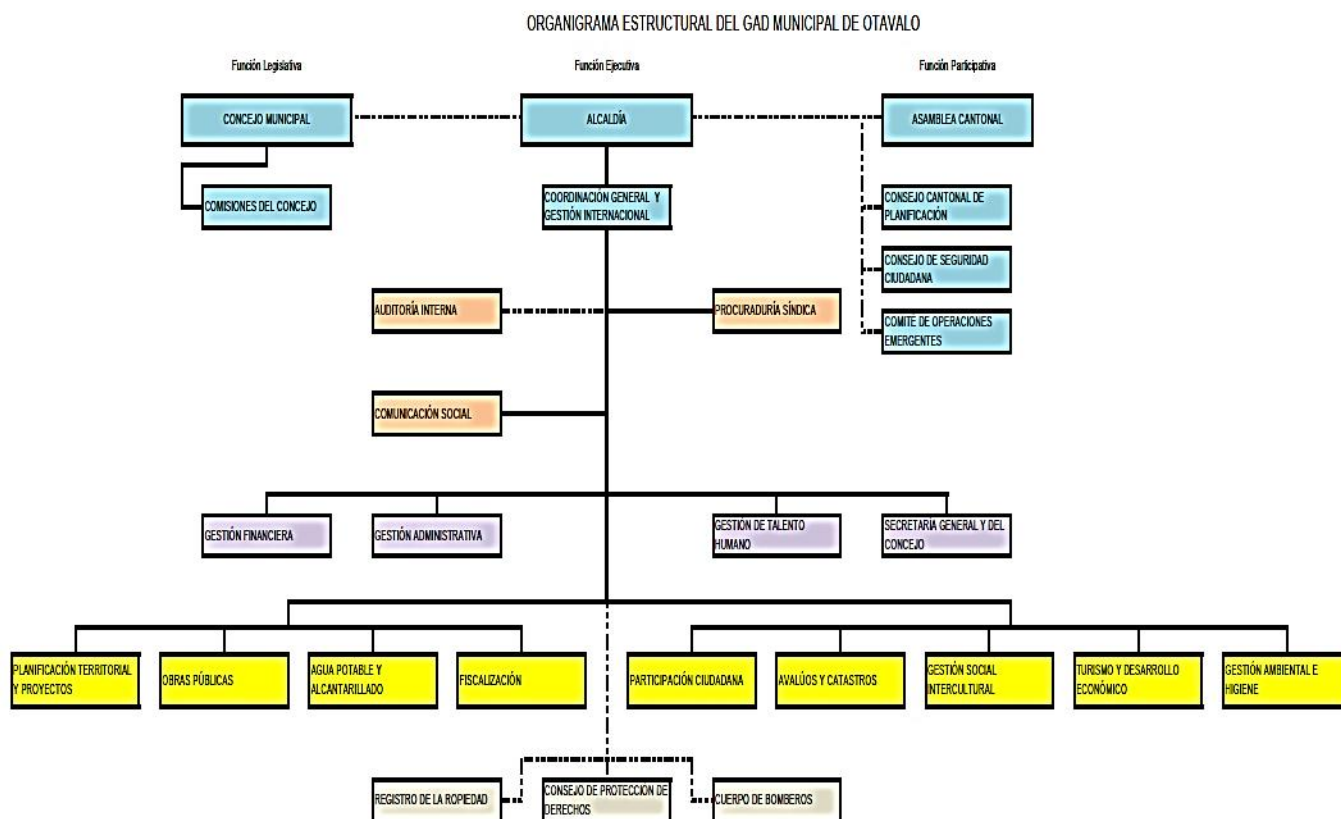 ORGANIGRAMA ESTRUCTURAL DEL GAD MUNICIPAL DE OTAVALO
Función Legislativa
Función Ejecutiva
Función Participativa
CONCEJO MUNICIPAL
ALCALDÍA
ASAMBLEA CANTONAL
COMISIONES DEL CONCEJO
COORDINACIÓN GENERAL Y
GESTIÓN INTERNACIONAL
CONSEJO CANTONAL DE
PLANIFICACIÓN
CONSEJO DE SEGURIDAD
CIUDADANA
AUDITORÍA INTERNA
PROCURADURÍA SÍNDICA
COMITE DE OPERACIONES
EMERGENTES
COMUNICACIÓN SOCIAL
GESTIÓN FINANCIERA
GESTIÓN ADMINISTRATIVA
GESTIÓN DE TALENTO
HUMANO
SECRETARÍA GENERAL Y DEL
CONCEJO
PLANIFICACIÓN TERRITORIAL
Y PROYECTOS
OBRAS PÚBLICAS
AGUA POTABLE Y
ALCANTARILLADO
FISCALIZACIÓN
PARTICIPACIÓN CIUDADANA
AVALÚOS Y CATASTROS
GESTIÓN SOCIAL
INTERCULTURAL
TURISMO Y DESARROLLO
ECONÓMICO
GESTIÓN AMBIENTAL E
HIGIENE
REGISTRO DE LA ROPIEDAD
CONSEJO DE PROTECCIÓN DE
DERECHOS
CUERPO DE BOMBEROS